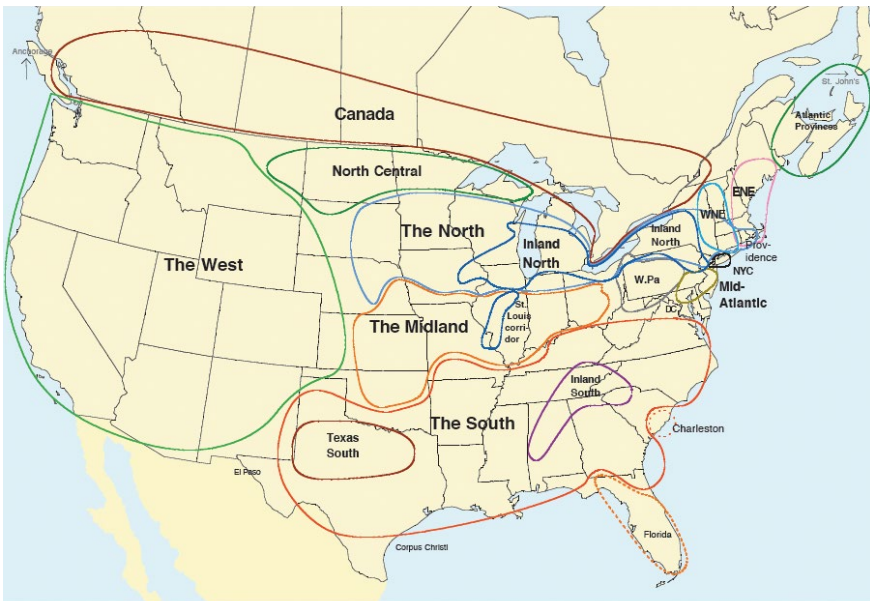 Anchorage
St. John's
Canada
Atlantic
Provinces
North Central
ENE
WNE
The North
Inland
North
Inland
North
Prov-
idence
The West
W.Pa
NYC
Mid-
Atlantic
St.
Louis
corri-
dor
DC
The Midland
Inland
South
The South
Charleston
Texas
South
El Paso
Florida
Corpus Christi